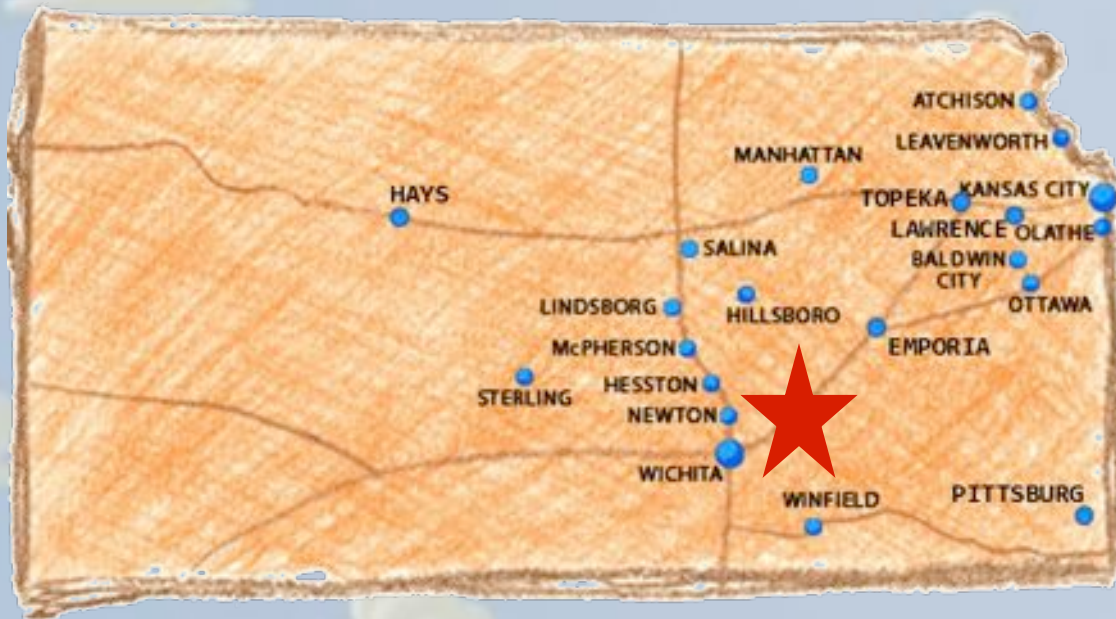 ATCHISON
LEAVENWORTH
MANHATTAN
HAYS
KANSAS CITY
TOPEKA
LAWRENCE
OLATHE
SALINA
BALDWIN
CITY
LINDSBORG
HILLSBORO
OTTAWA
McPHERSON
EMPORIA
HESSTON
STERLING
NEWTON
WICHITA
WINFIELD
PITTSBURG